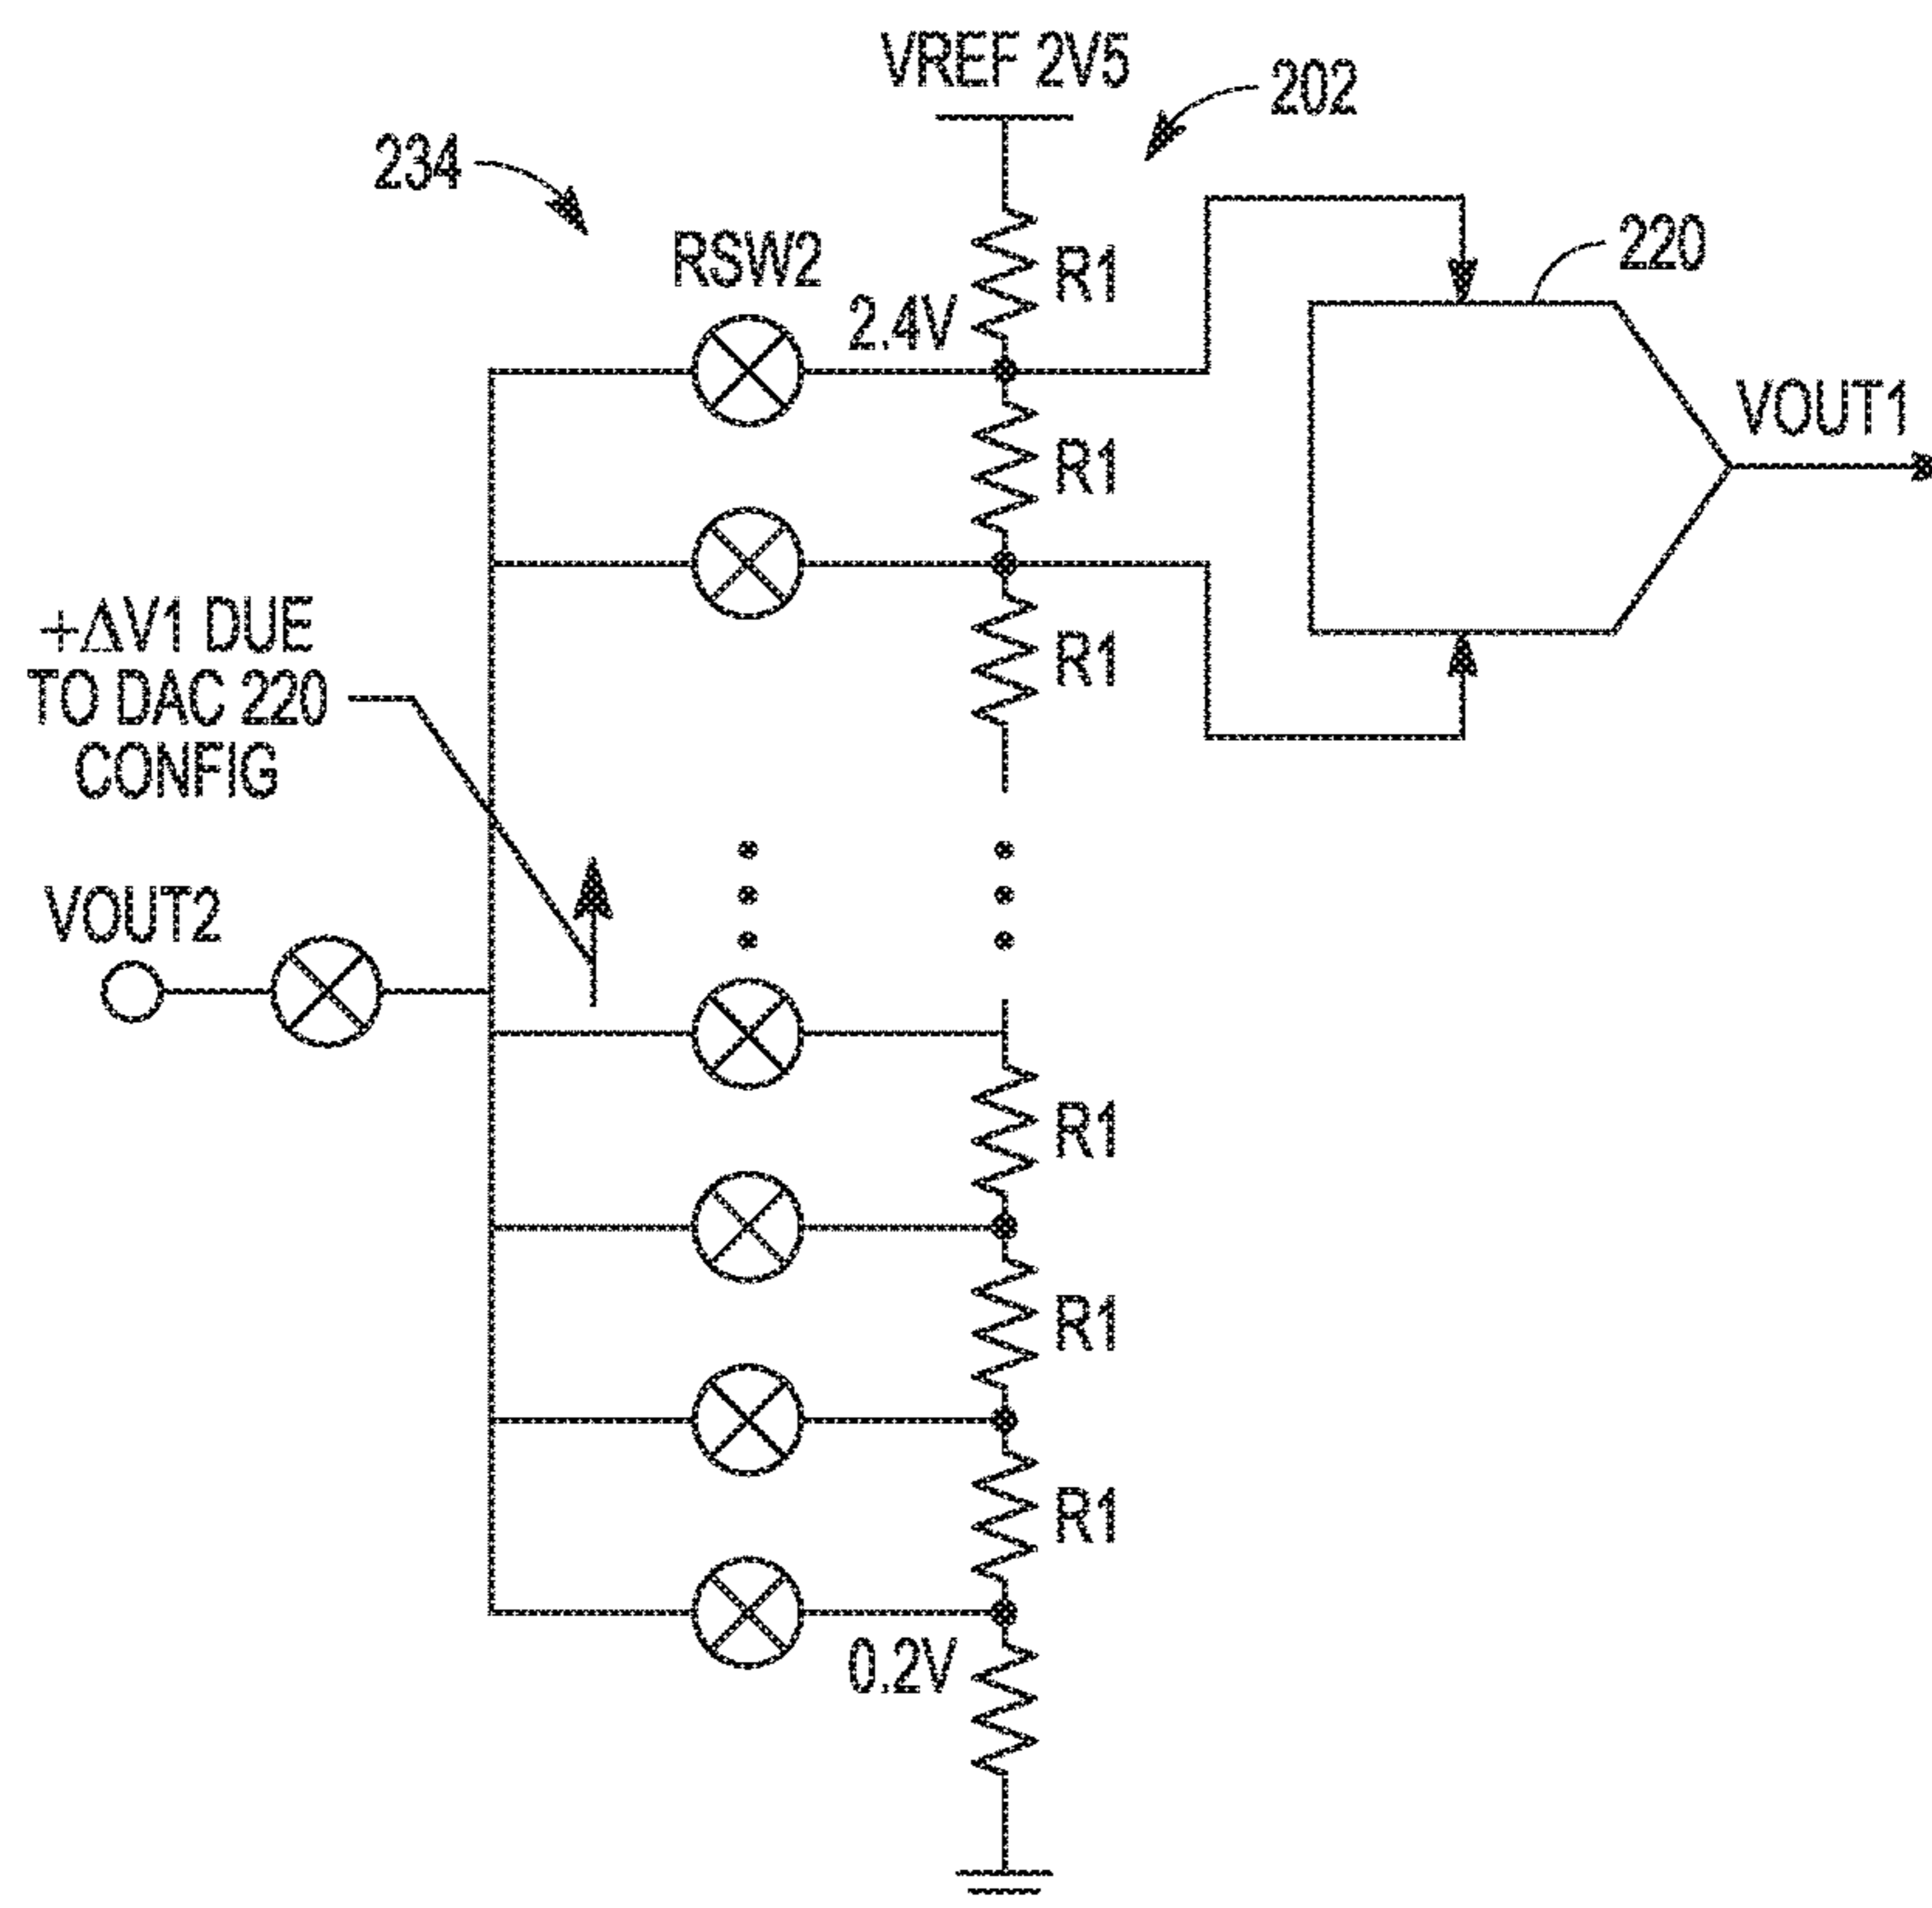 VREF 2V5
202
234
RSW2
220
R1
2.4V
VOUT1
R1
+ΔV1 DUE
TO DAC 220
CONFIG
R1
VOUT2
R1
R1
R1
0.2V